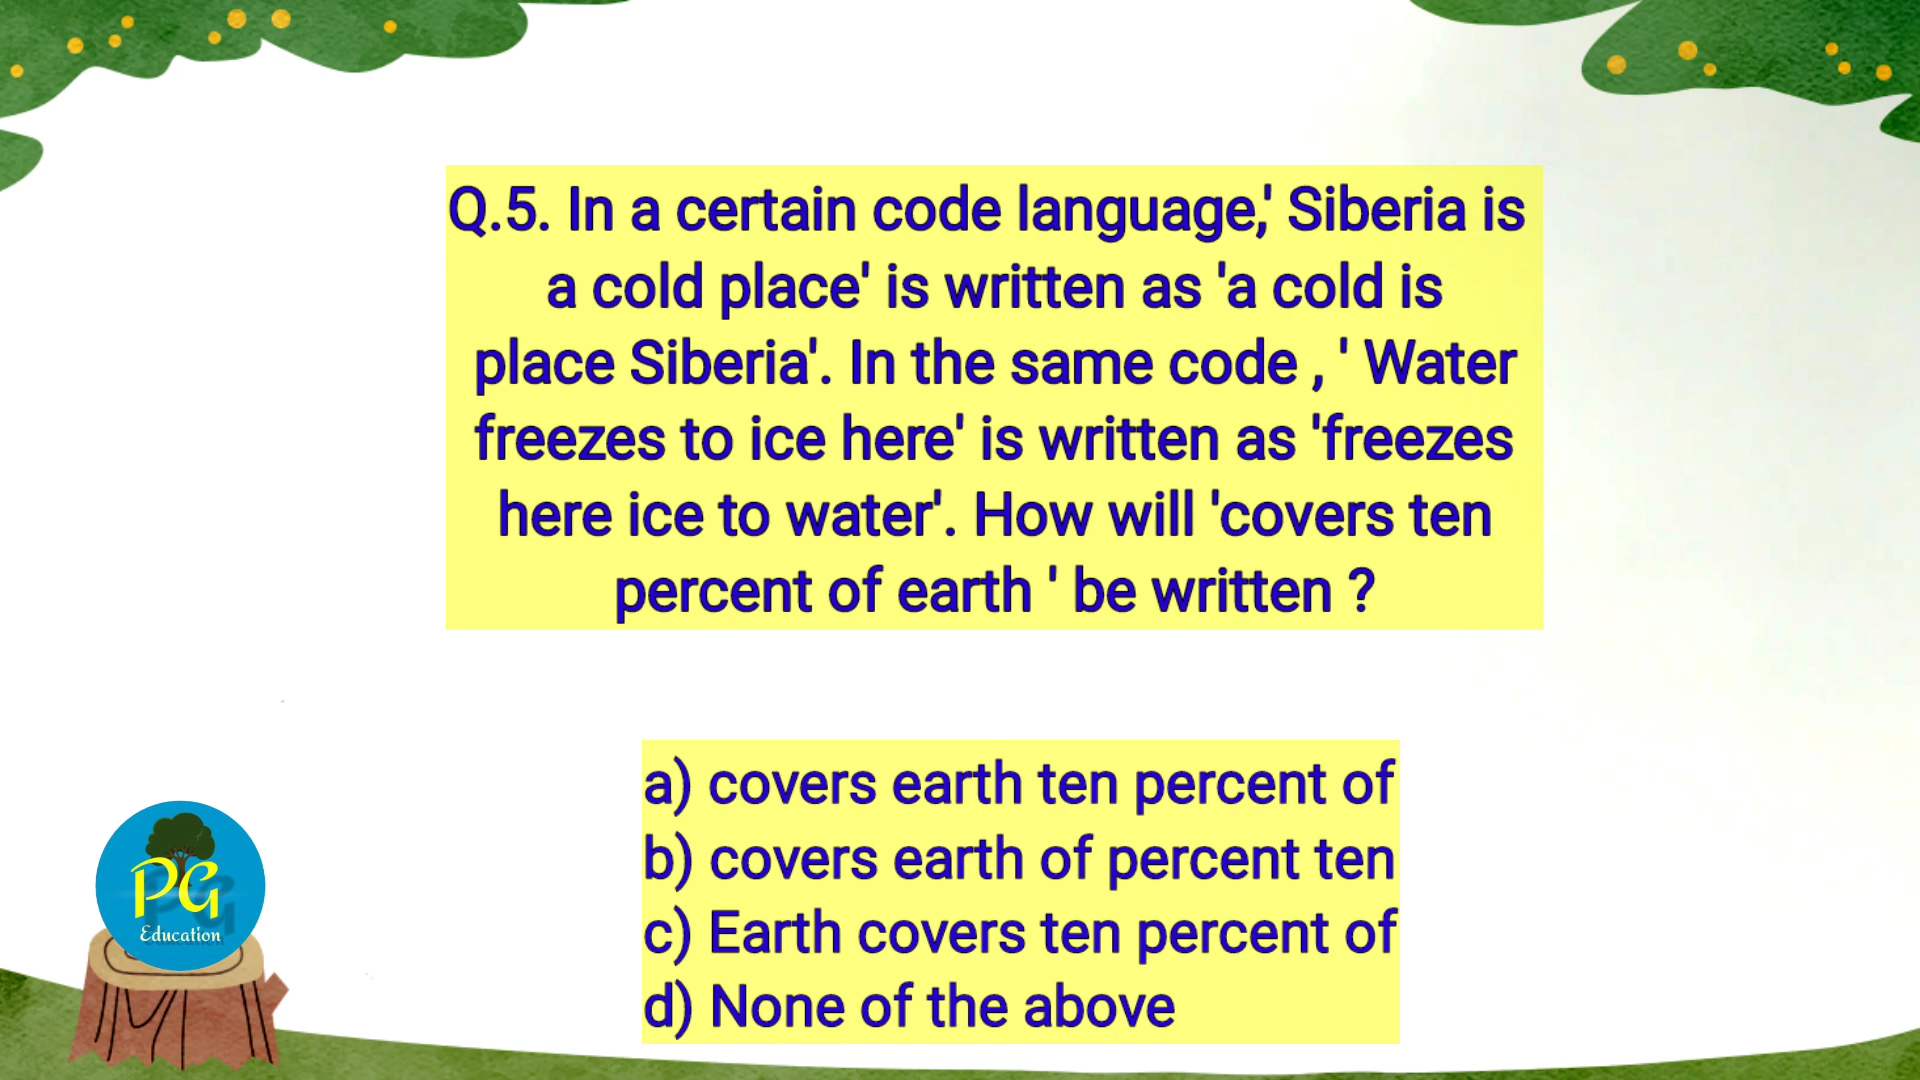 Q.5. In a certain code language,' Siberia is
a cold place' is written as 'a cold is
place Siberia'. In the same code , ' Water
freezes to ice here' is written as 'freezes
here ice to water'. How will 'covers ten
percent of earth ' be written ?
a) covers earth ten percent of
b) covers earth of percent ten
c) Earth covers ten percent of
d) None of the above
PG
Education